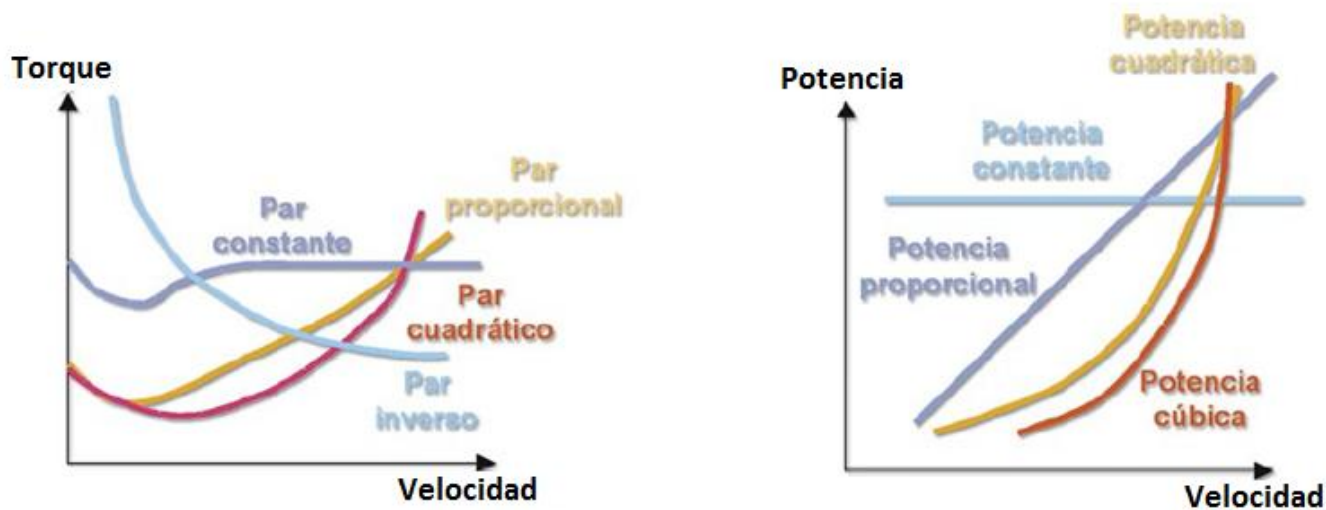 Torque
Par
proporcional
Par
constante
Par
cuadrático
Par
inverso
Velocidad
Potencia
cuadrática
Potencia
Potencia
constante
Potencia
proporcional
Potencia
cúbica
Velocidad